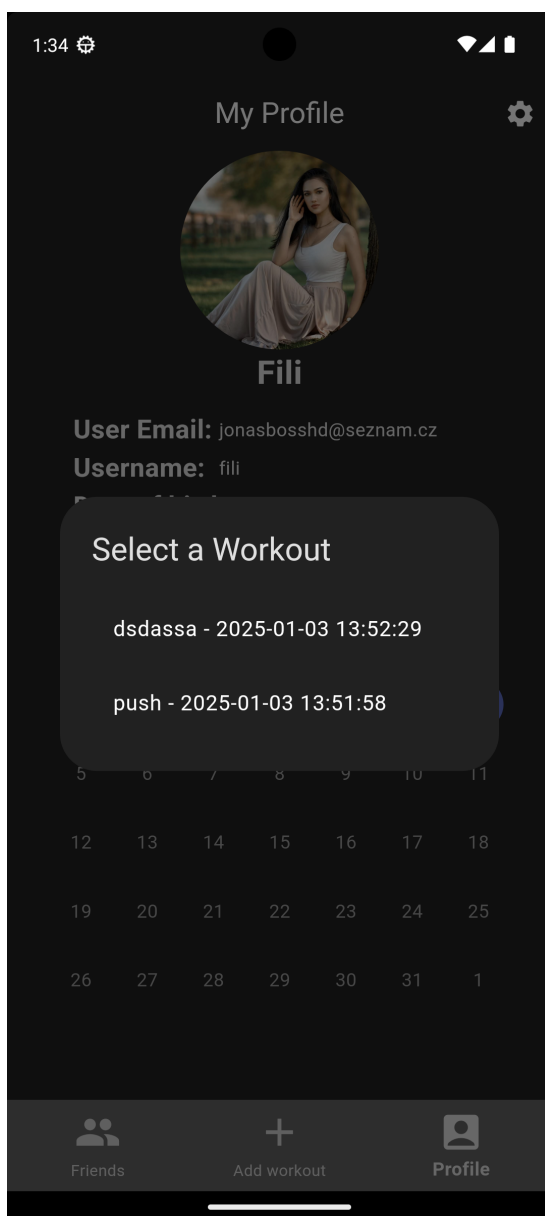 1:34
My Profile
Fili
User Email: jonasbosshd@seznam.cz
Username: fili
Select a Workout
dsdassa - 2025-01-03 13:52:29
push - 2025-01-03 13:51:58
5 6 7 8 9 10 11
12 13 14 15 16 17 18
19 20 21 22 23 24 25
26 27 28 29 30 31 1
Friends Add workout Profile